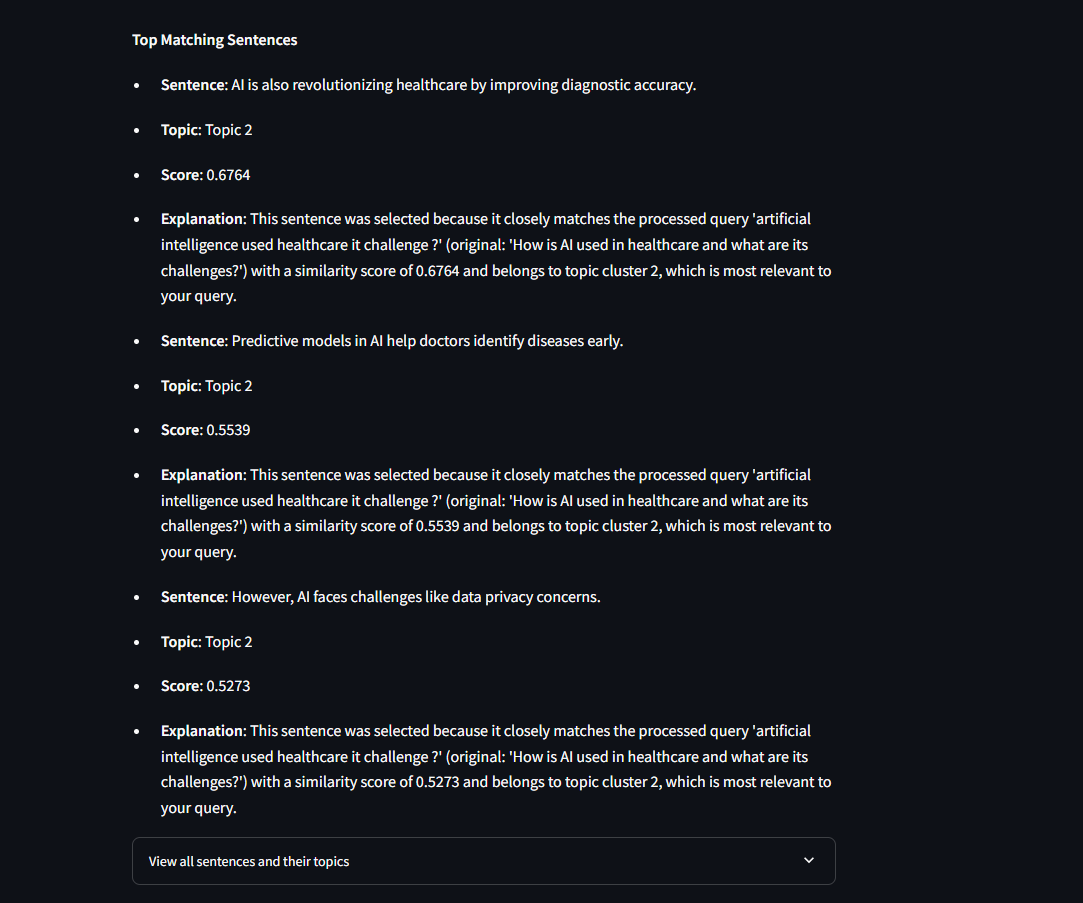 Top Matching Sentences
• Sentence: AI is also revolutionizing healthcare by improving diagnostic accuracy.
• Topic: Topic 2
• Score: 0.6764
• Explanation: This sentence was selected because it closely matches the processed query 'artificial
intelligence used healthcare it challenge ?' (original: 'How is AI used in healthcare and what are its
challenges?') with a similarity score of 0.6764 and belongs to topic cluster 2, which is most relevant to
your query.
• Sentence: Predictive models in AI help doctors identify diseases early.
• Topic: Topic 2
• Score: 0.5539
• Explanation: This sentence was selected because it closely matches the processed query 'artificial
intelligence used healthcare it challenge ?' (original: 'How is AI used in healthcare and what are its
challenges?') with a similarity score of 0.5539 and belongs to topic cluster 2, which is most relevant to
your query.
• Sentence: However, AI faces challenges like data privacy concerns.
• Topic: Topic 2
• Score: 0.5273
• Explanation: This sentence was selected because it closely matches the processed query 'artificial
intelligence used healthcare it challenge ?' (original: 'How is AI used in healthcare and what are its
challenges?') with a similarity score of 0.5273 and belongs to topic cluster 2, which is most relevant to
your query.
View all sentences and their topics